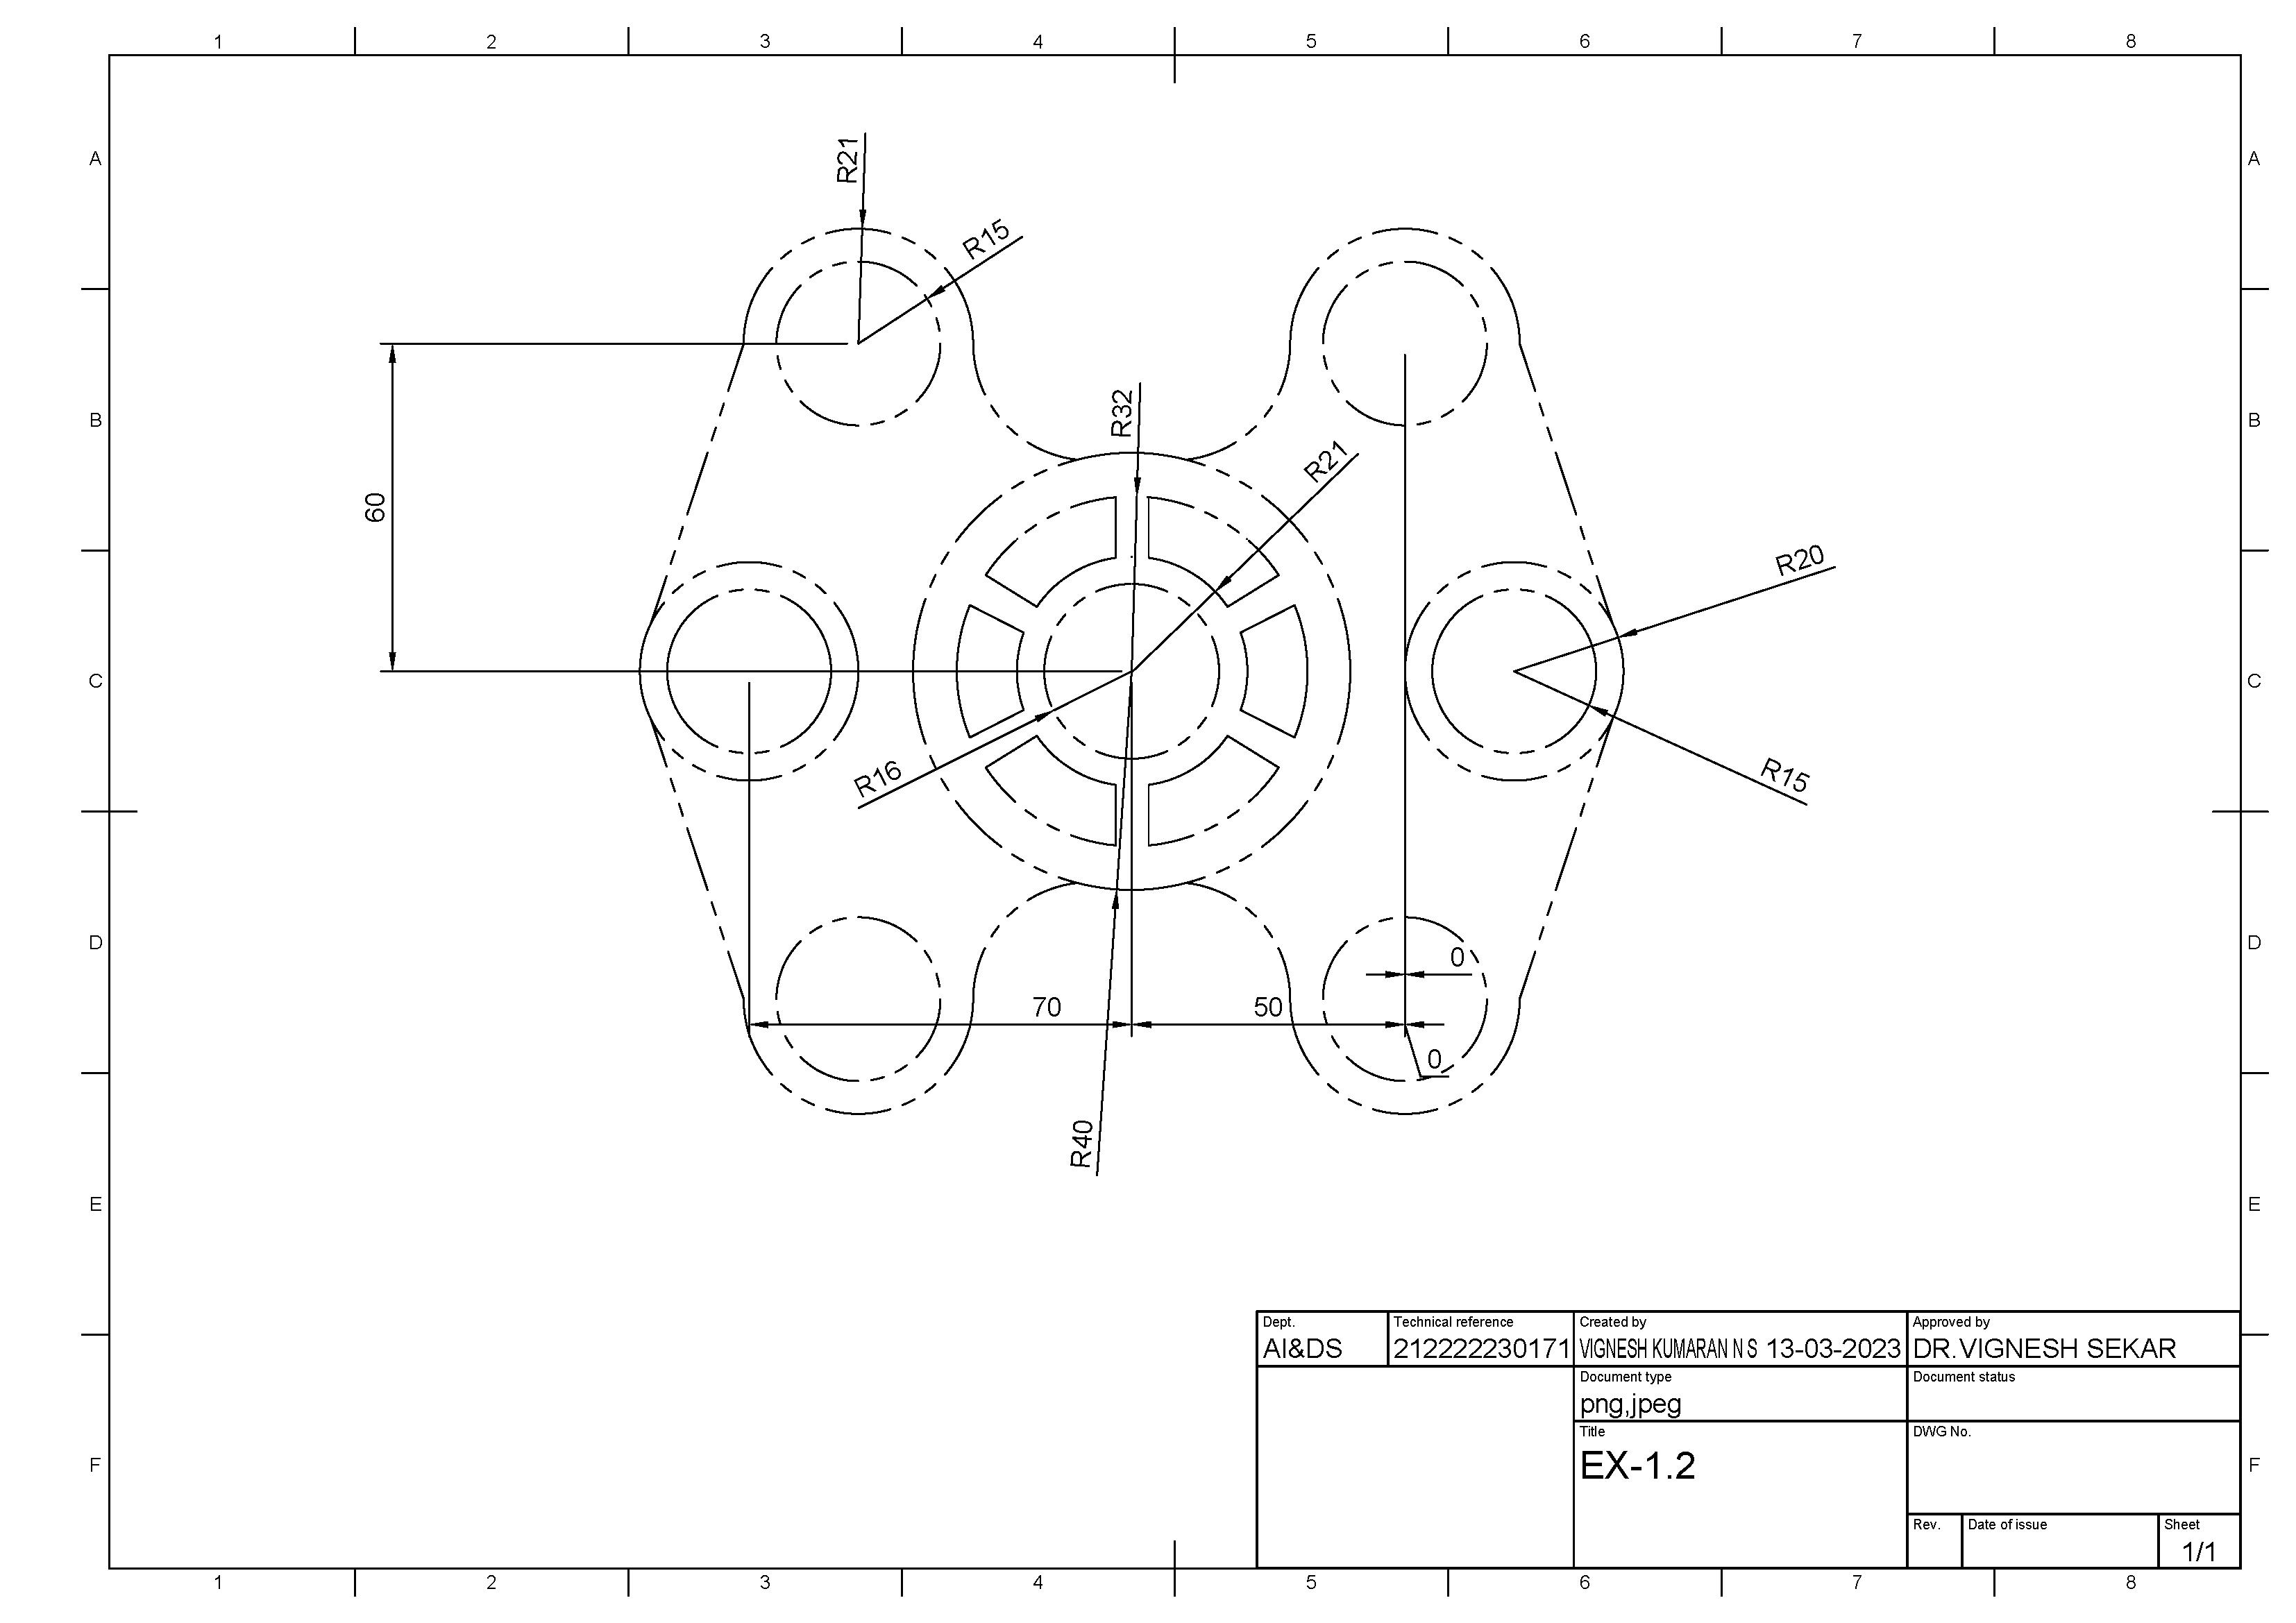 1 2 3 4 5 6 7 8
A A
R21
R15
B B
R32
R21
60
R20
C C
R16
R15
D D
0
70 50
0
R40
E E
Dept. Technical reference Created by Approved by
AI&DS 212222230171 VIGNESH KUMARAN N S 13-03-2023 DR.VIGNESH SEKAR
Document type Document status
png,jpeg
Title DWG No.
EX-1.2
F F
Rev. Date of issue Sheet
1/1
1 2 3 4 5 6 7 8